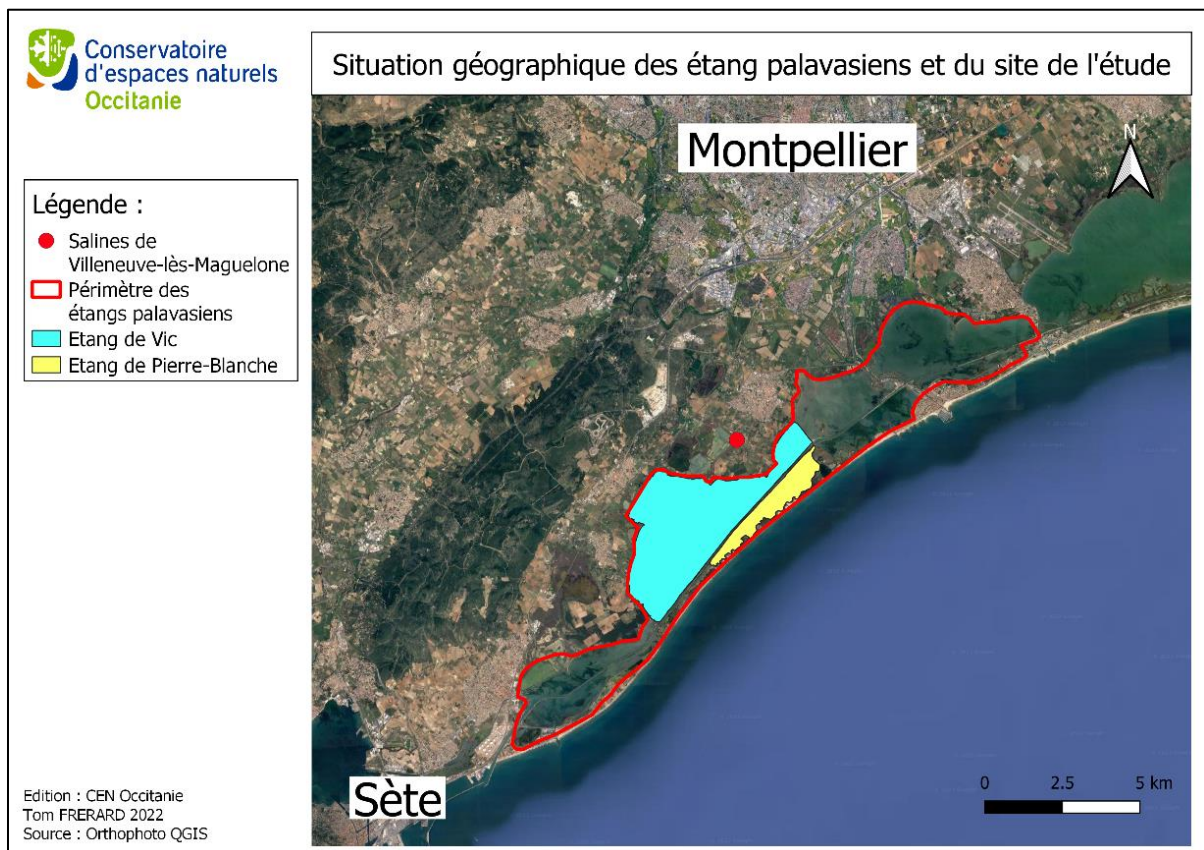 Conservatoire
d'espaces naturels
Occitanie
Situation géographique des étang palavasiens et du site de l'étude
Montpellier
N
Légende :
Salines de
Villeneuve-lès-Maguelone
Périmètre des
étangs palavasiens
Etang de Vic
Etang de Pierre-Blanche
Sète
0 2.5 5 km
Edition : CEN Occitanie
Tom FRERARD 2022
Source : Orthophoto QGIS